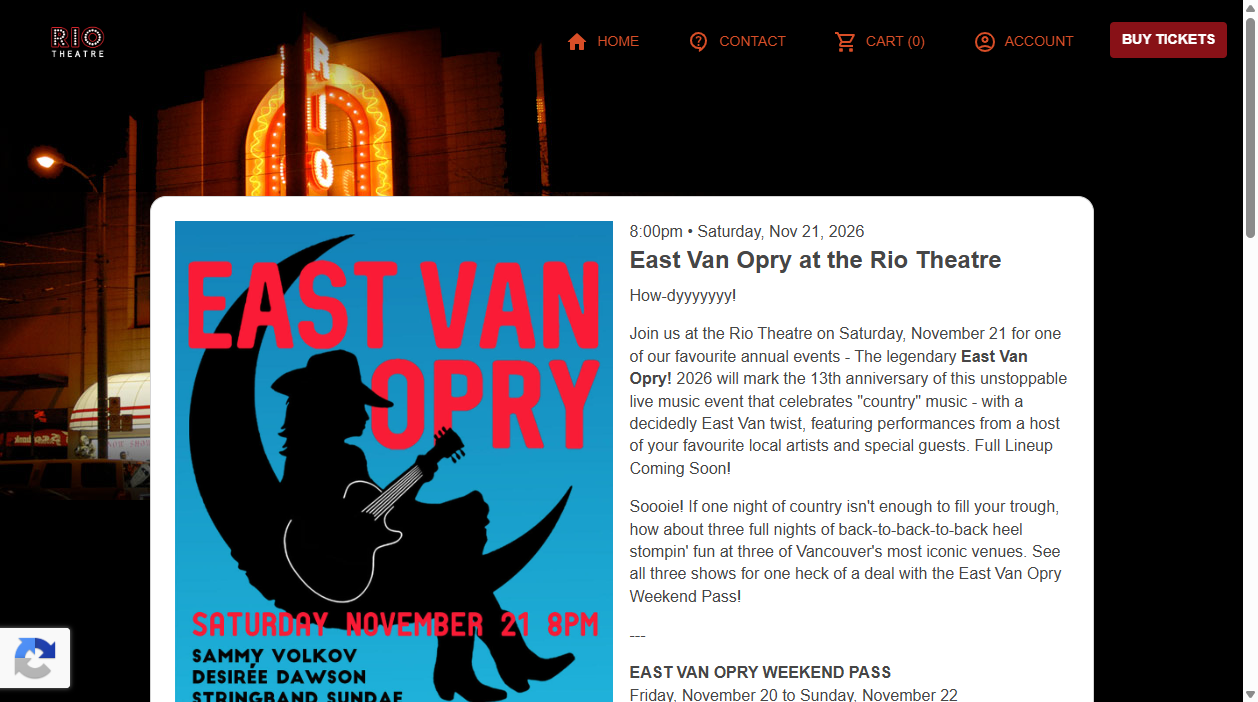 RIO
THEATRE
HOME
CONTACT
CART (0)
ACCOUNT
BUY TICKETS
RIO
EAST VAN
OPRY
SATURDAY NOVEMBER 21 8PM
SAMMY VOLKOV
DESIRÉE DAWSON
STRINGBAND SUNDAE
8:00pm • Saturday, Nov 21, 2026
East Van Opry at the Rio Theatre
How-dyyyyyyy!
Join us at the Rio Theatre on Saturday, November 21 for one
of our favourite annual events - The legendary East Van
Opry! 2026 will mark the 13th anniversary of this unstoppable
live music event that celebrates "country" music - with a
decidedly East Van twist, featuring performances from a host
of your favourite local artists and special guests. Full Lineup
Coming Soon!
Soooie! If one night of country isn't enough to fill your trough,
how about three full nights of back-to-back-to-back heel
stompin' fun at three of Vancouver's most iconic venues. See
all three shows for one heck of a deal with the East Van Opry
Weekend Pass!
---
EAST VAN OPRY WEEKEND PASS
Friday, November 20 to Sunday, November 22